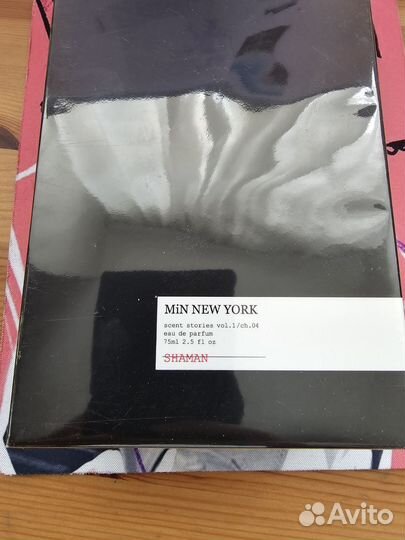 MiN NEW YORK
scent stories vol.1/ch.04
eau de parfum
75ml 2.5 fl oz
SHAMAN
Avito